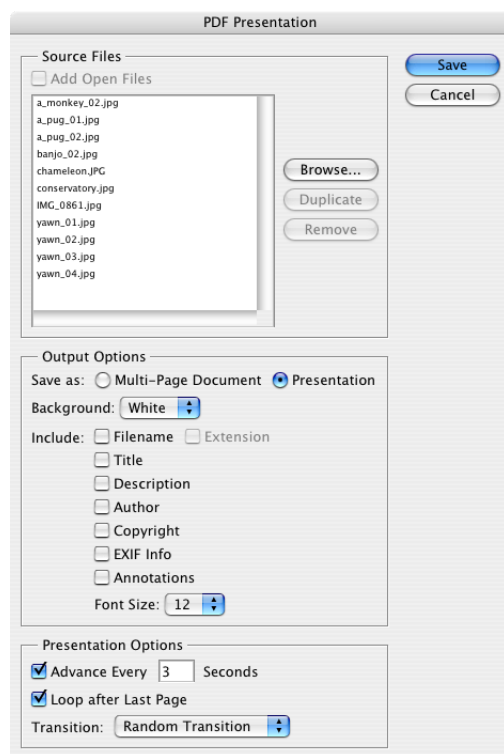 PDF Presentation
Source Files
Save
Add Open Files
Cancel
a_monkey_02.jpg
a_pug_01.jpg
a_pug_02.jpg
banjo_02.jpg
chameleon.JPG
conservatory.jpg
IMG_0861.jpg
yawn_01.jpg
yawn_02.jpg
yawn_03.jpg
yawn_04.jpg
Browse...
Duplicate
Remove
Output Options
Save as: Multi-Page Document Presentation
Background: White
Include: Filename Extension
Title
Description
Author
Copyright
EXIF Info
Annotations
Font Size: 12
Presentation Options
Advance Every 3 Seconds
Loop after Last Page
Transition: Random Transition